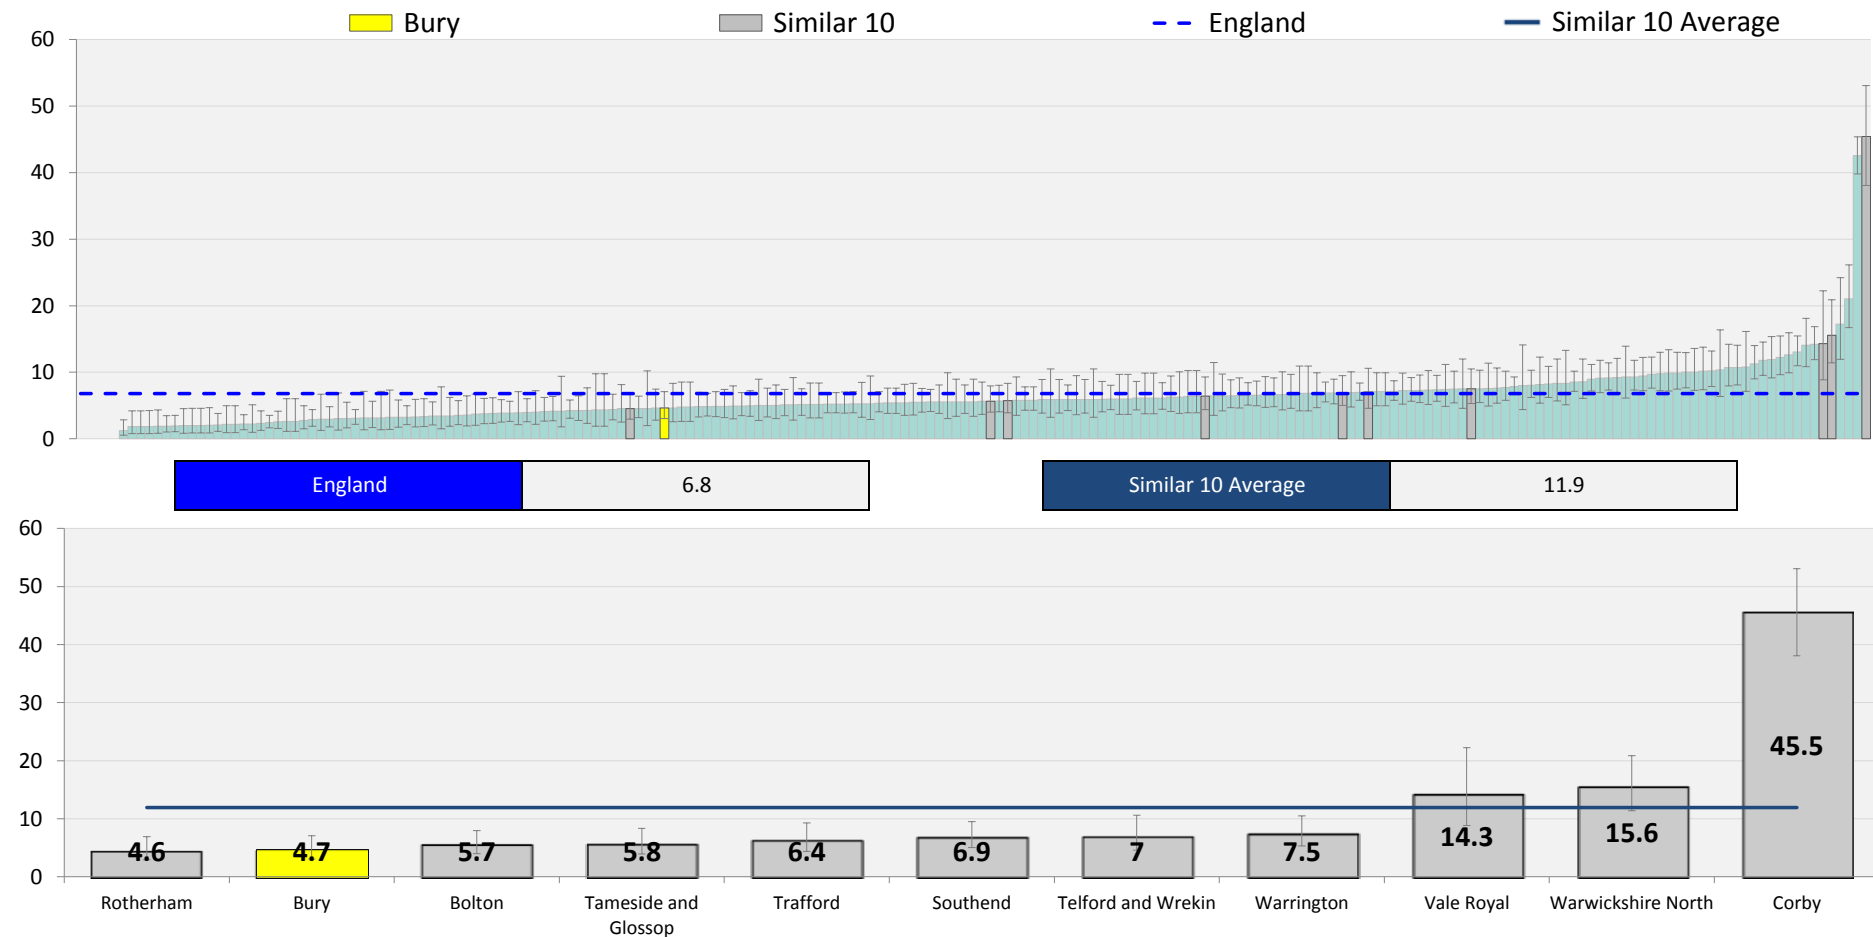 Bury Similar 10 England Similar 10 Average
60
50
40
30
20
10
0
England 6.8 Similar 10 Average 11.9
60
50
40
30
20
10
0
4.6 4.7 5.7 5.8 6.4 6.9 7 7.5 14.3 15.6 45.5
Rotherham Bury Bolton Tameside and Trafford Southend Telford and Wrekin Warrington Vale Royal Warwickshire North Corby
Glossop